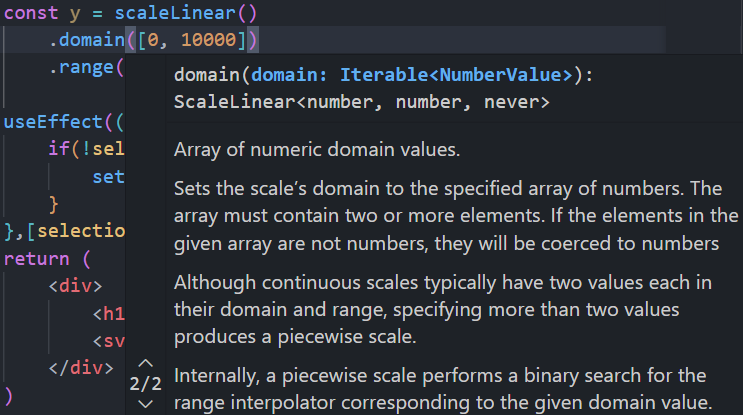 const y = scaleLinear()
.domain([0, 10000])
.range(
domain(domain: Iterable<NumberValue>):
ScaleLinear<number, number, never>
useEffect((
if(!sel
set
}
},[selectio
return (
<div>
<h1
<sv
</div>
)
Array of numeric domain values.
Sets the scale’s domain to the specified array of numbers. The
array must contain two or more elements. If the elements in the
given array are not numbers, they will be coerced to numbers
Although continuous scales typically have two values each in
their domain and range, specifying more than two values
produces a piecewise scale.
2/2
Internally, a piecewise scale performs a binary search for the
range interpolator corresponding to the given domain value.